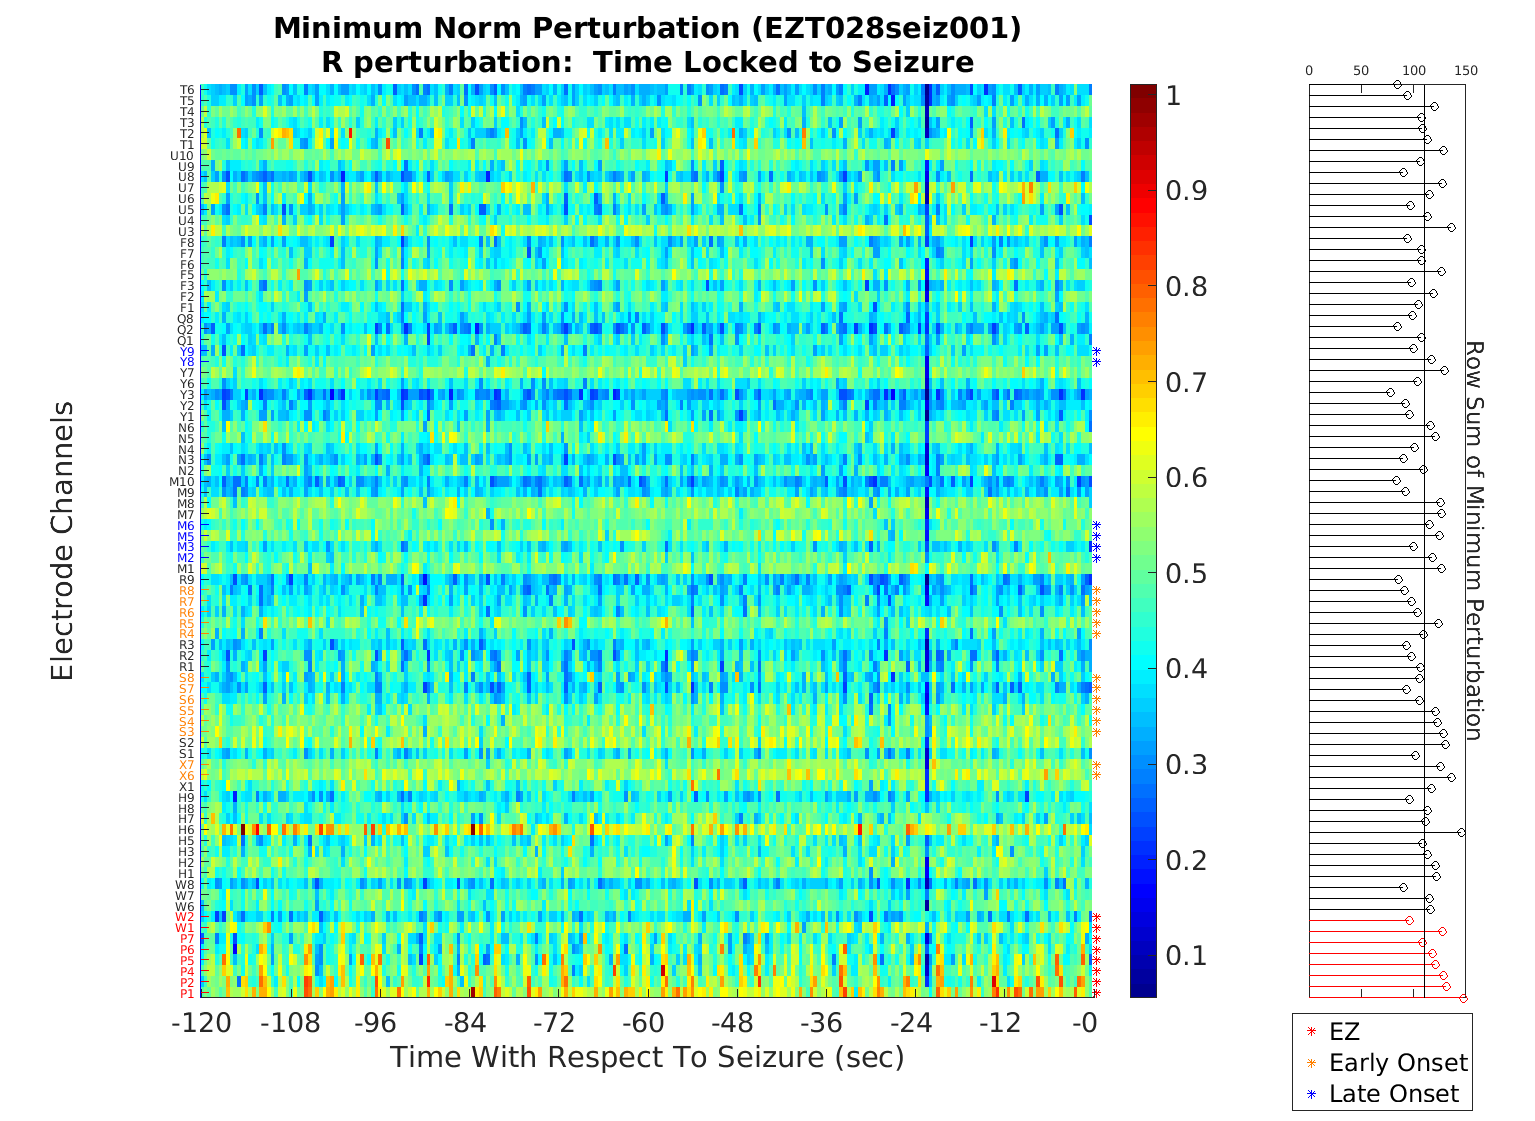 Minimum Norm Perturbation (EZT028seiz001)
R perturbation:  Time Locked to Seizure
0 50 100 150
Electrode Channels
T6
T5
T4
T3
T2
T1
U10
U9
U8
U7
U6
U5
U4
U3
F8
F7
F6
F5
F3
F2
F1
Q8
Q2
Q1
Y9
Y8
Y7
Y6
Y3
Y2
Y1
N6
N5
N4
N3
N2
M10
M9
M8
M7
M6
M5
M3
M2
M1
R9
R8
R7
R6
R5
R4
R3
R2
R1
S8
S7
S6
S5
S4
S3
S2
S1
X7
X6
X1
H9
H8
H7
H6
H5
H3
H2
H1
W8
W7
W6
W2
W1
P7
P6
P5
P4
P2
P1
-120 -108 -96 -84 -72 -60 -48 -36 -24 -12 -0
Time With Respect To Seizure (sec)
1
0.9
0.8
0.7
0.6
0.5
0.4
0.3
0.2
0.1
Row Sum of Minimum Perturbation
EZ
Early Onset
Late Onset